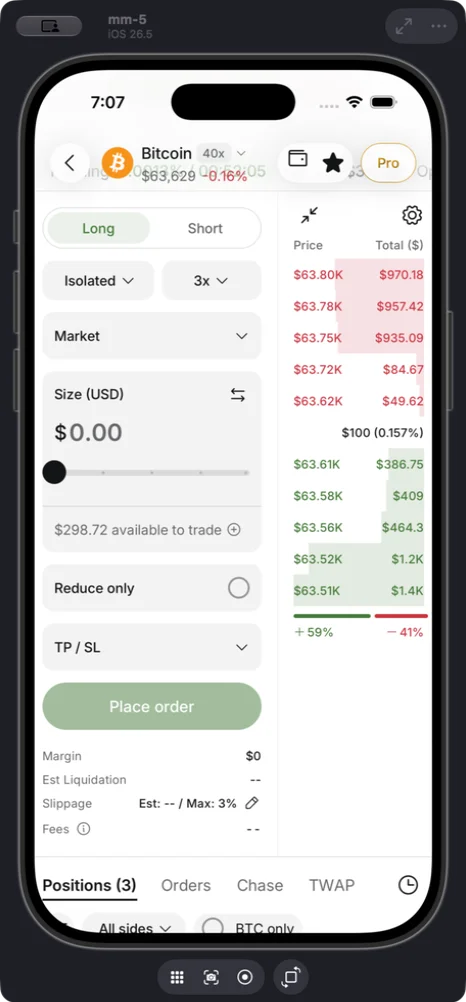 mm-5
iOS 26.5
7:07
Bitcoin 40x
$63,629 -0.16%
Pro
Long Short
Isolated 3x
Market
Size (USD)
$0.00
$298.72 available to trade
Reduce only
TP / SL
Place order
Margin $0
Est Liquidation --
Slippage Est: -- / Max: 3%
Fees --
Price Total ($)
$63.80K $970.18
$63.78K $957.42
$63.75K $935.09
$63.72K $84.67
$63.62K $49.62
$100 (0.157%)
$63.61K $386.75
$63.58K $409
$63.56K $464.3
$63.52K $1.2K
$63.51K $1.4K
+ 59% − 41%
Positions (3) Orders Chase TWAP
All sides BTC only